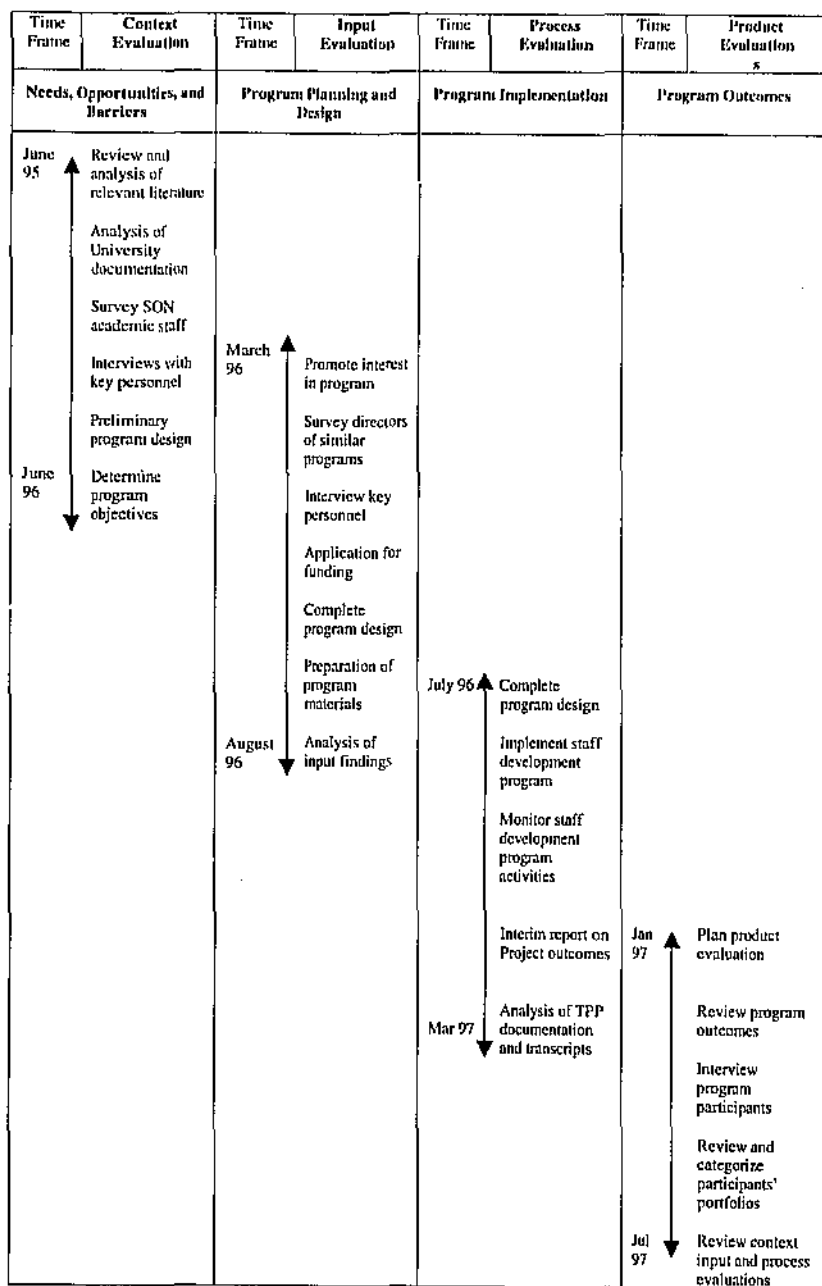 Time
Frame
Context
Evaluation
Time
Frame
Input
Evaluation
Time
Frame
Process
Evaluation
Time
Frame
Product
Evaluation
s
Needs, Opportunities, and
Barriers
Program Planning and
Design
Program Implementation
Program Outcomes
June
95
Review and
analysis of
relevant literature
Analysis of
University
documentation
Survey SON
academic staff
Interviews with
key personnel
Preliminary
program design
June
96
Determine
program
objectives
March
96
Promote interest
in program
Survey directors
of similar
programs
Interview key
personnel
Application for
funding
Complete
program design
Preparation of
program
materials
August
96
Analysis of
input findings
July 96
Complete
program design
Implement staff
development
program
Monitor staff
development
program
activities
Interim report on
Project outcomes
Mar 97
Analysis of TPP
documentation
and transcripts
Jan
97
Plan product
evaluation
Review program
outcomes
Interview
program
participants
Review and
categorize
participants'
portfolios
Jul
97
Review context
input and process
evaluations